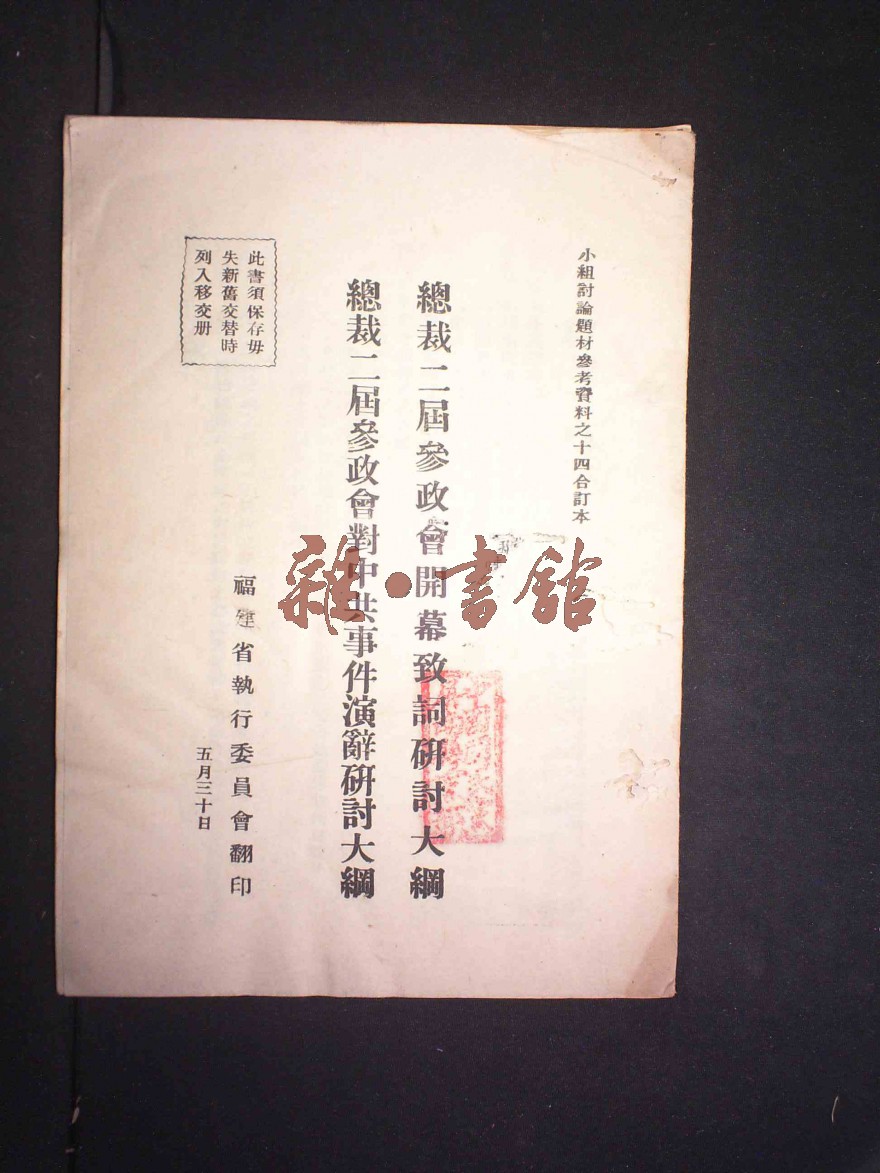 小組討論題材參考資料之十四合訂本
總裁二屆參政會開幕致詞研討大綱
總裁二屆參政會對中共事件演辭研討大綱
福建省執行委員會翻印
五月三十日
此書須保存毋
失新舊交替時
列入移交册
雜·書館